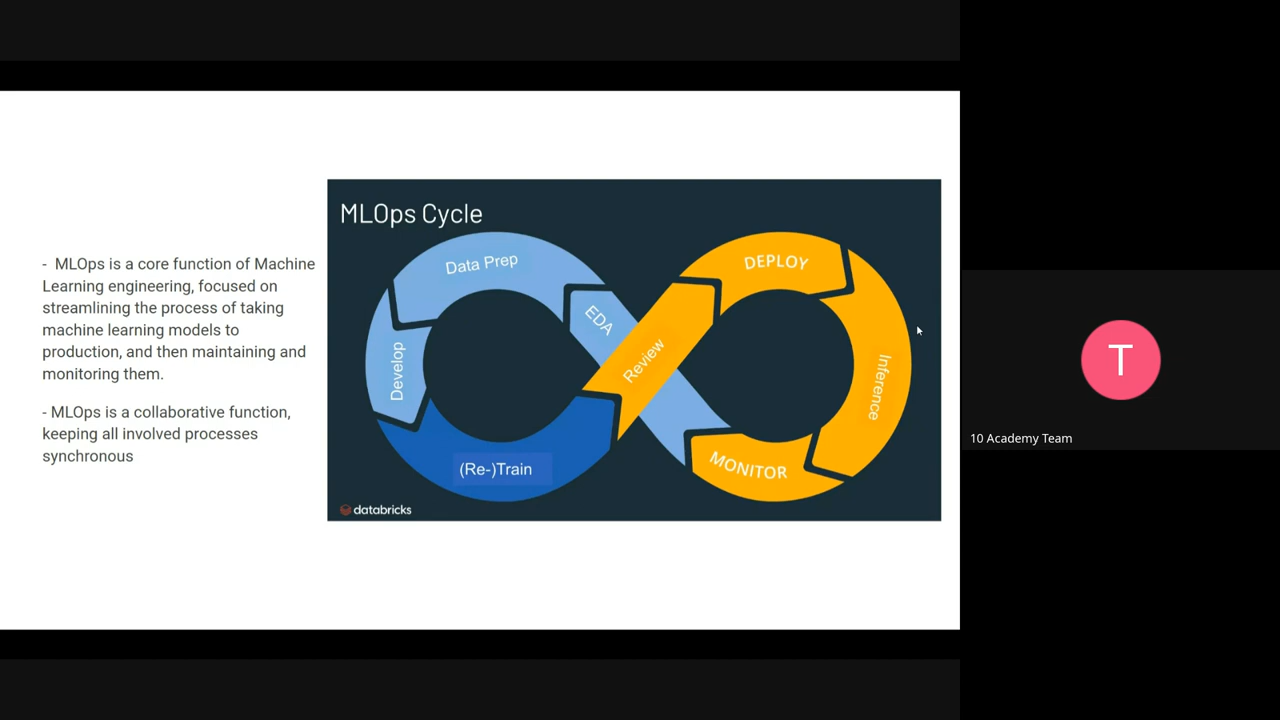 - MLOps is a core function of Machine
Learning engineering, focused on
streamlining the process of taking
machine learning models to
production, and then maintaining and
monitoring them.
- MLOps is a collaborative function,
keeping all involved processes
synchronous
MLOps Cycle
Data Prep
EDA
Develop
(Re-)Train
Review
DEPLOY
Inference
MONITOR
databricks
T
10 Academy Team